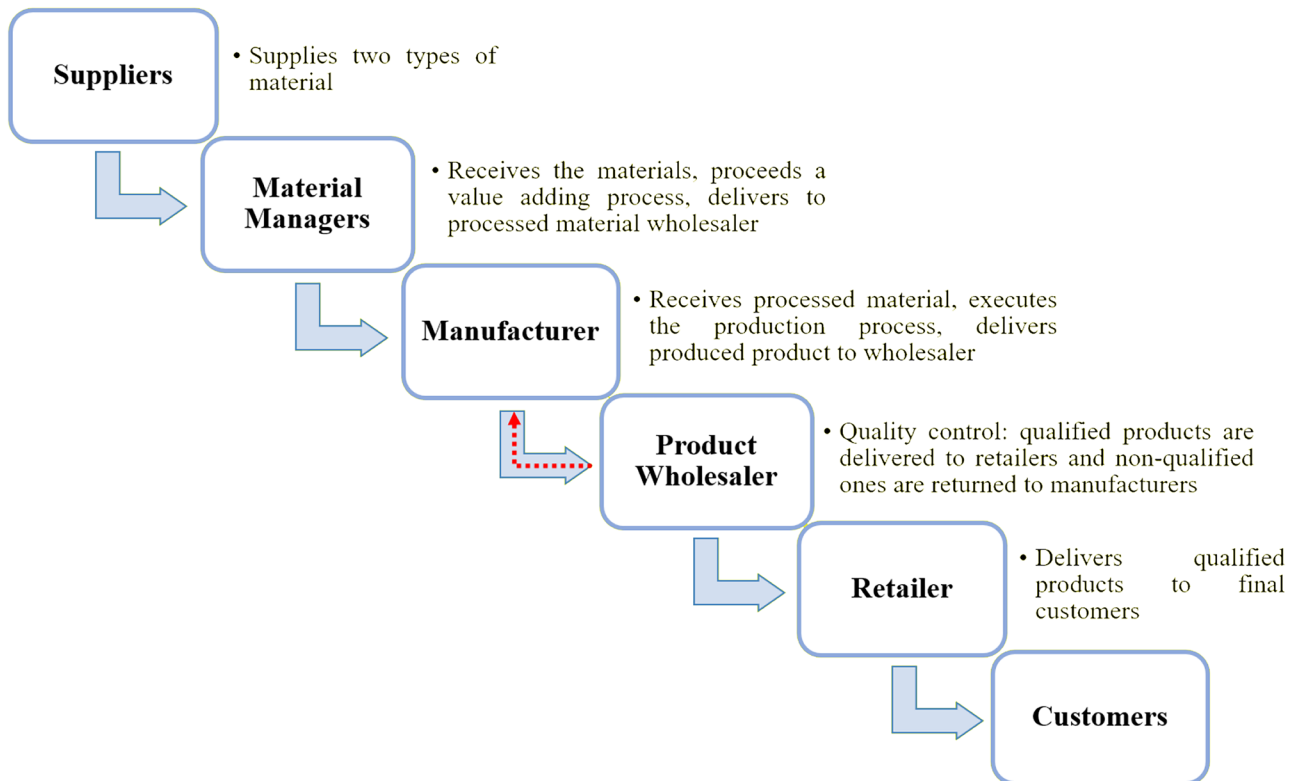 Suppliers
• Supplies two types of
material
Material
Managers
• Receives the materials, proceeds a
value adding process, delivers to
processed material wholesaler
Manufacturer
• Receives processed material, executes
the production process, delivers
produced product to wholesaler
Product
Wholesaler
• Quality control: qualified products are
delivered to retailers and non-qualified
ones are returned to manufacturers
Retailer
• Delivers qualified
products to final
customers
Customers